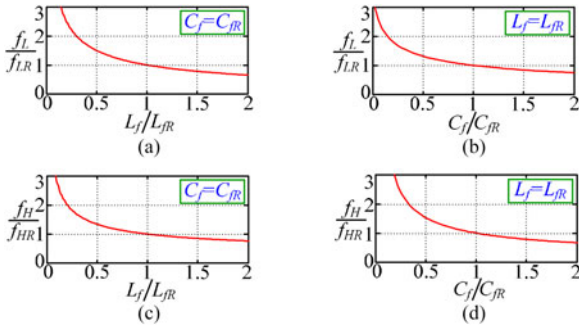 3
2
1
0
f_L
f_LR
C_f=C_fR
0 0.5 1 1.5 2
L_f/L_fR
(a)
3
2
1
0
f_L
f_LR
L_f=L_fR
0 0.5 1 1.5 2
C_f/C_fR
(b)
3
2
1
0
f_H
f_HR
C_f=C_fR
0 0.5 1 1.5 2
L_f/L_fR
(c)
3
2
1
0
f_H
f_HR
L_f=L_fR
0 0.5 1 1.5 2
C_f/C_fR
(d)